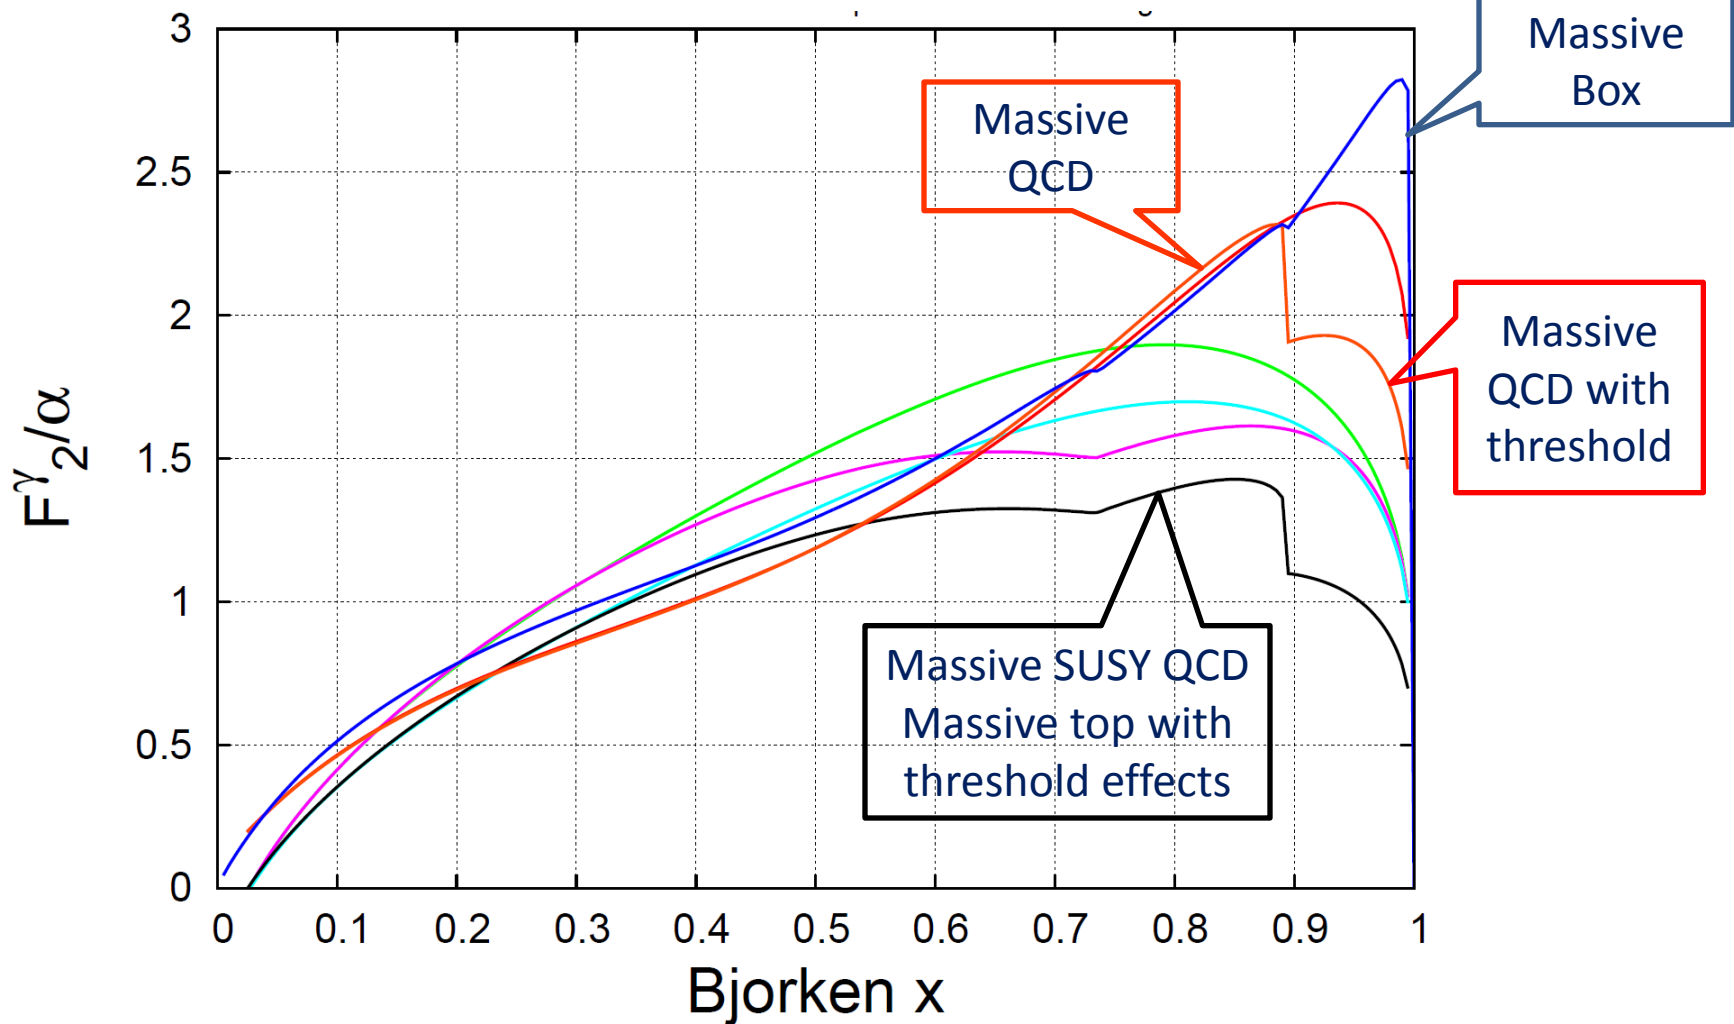 3
2.5
2
1.5
1
0.5
0
0 0.1 0.2 0.3 0.4 0.5 0.6 0.7 0.8 0.9 1
F₂^γ/α
Bjorken x
Massive
Box
Massive
QCD
Massive
QCD with
threshold
Massive SUSY QCD
Massive top with
threshold effects